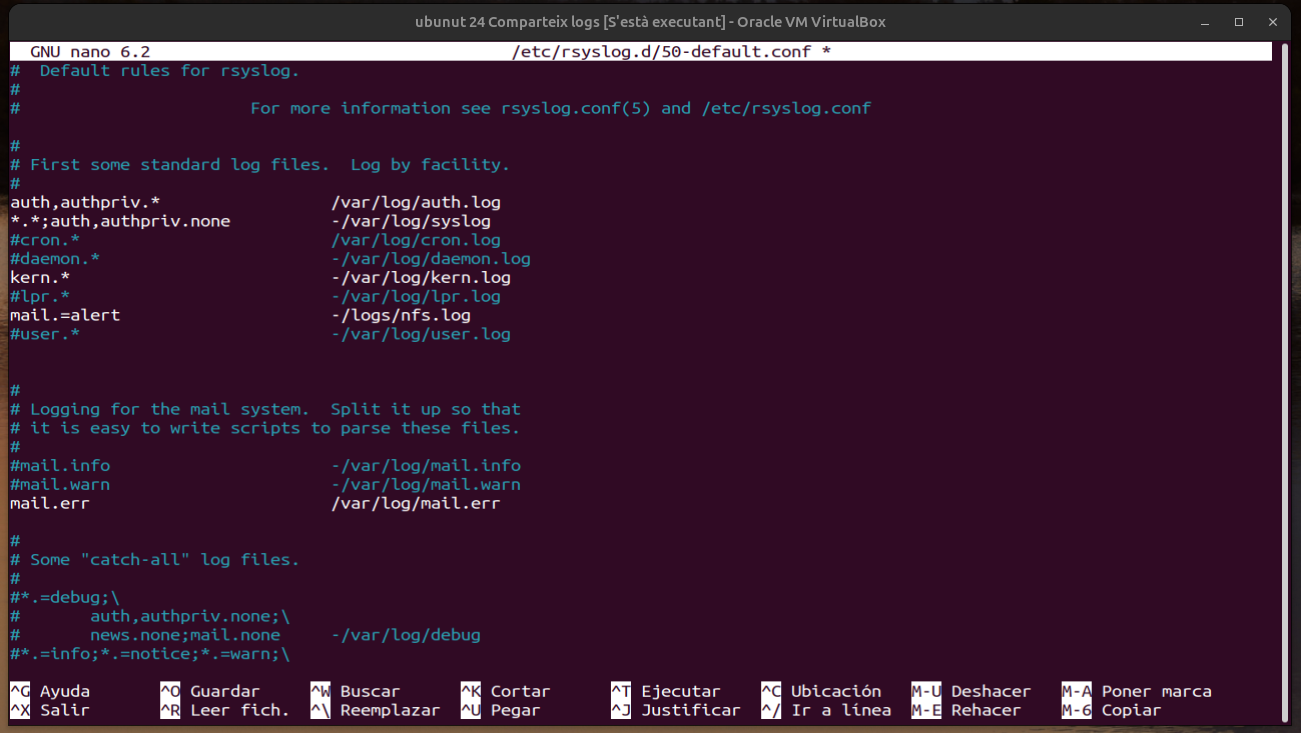 ubunut 24 Comparteix logs [S'està executant] - Oracle VM VirtualBox
GNU nano 6.2 /etc/rsyslog.d/50-default.conf *
#  Default rules for rsyslog.
#
#                       For more information see rsyslog.conf(5) and /etc/rsyslog.conf
#
# First some standard log files.  Log by facility.
#
auth,authpriv.*                 /var/log/auth.log
*.*;auth,authpriv.none          -/var/log/syslog
#cron.*                         /var/log/cron.log
#daemon.*                       -/var/log/daemon.log
kern.*                          -/var/log/kern.log
#lpr.*                          -/var/log/lpr.log
mail.=alert                     -/logs/nfs.log
#user.*                         -/var/log/user.log
#
# Logging for the mail system.  Split it up so that
# it is easy to write scripts to parse these files.
#
#mail.info                      -/var/log/mail.info
#mail.warn                      -/var/log/mail.warn
mail.err                        /var/log/mail.err
#
# Some "catch-all" log files.
#
#*.=debug;\
#       auth,authpriv.none;\
#       news.none;mail.none     -/var/log/debug
#*.=info;*.=notice;*.=warn;\
^G Ayuda ^O Guardar ^W Buscar ^K Cortar ^T Ejecutar ^C Ubicación M-U Deshacer M-A Poner marca
^X Salir ^R Leer fich. ^\ Reemplazar ^U Pegar ^J Justificar ^/ Ir a línea M-E Rehacer M-6 Copiar